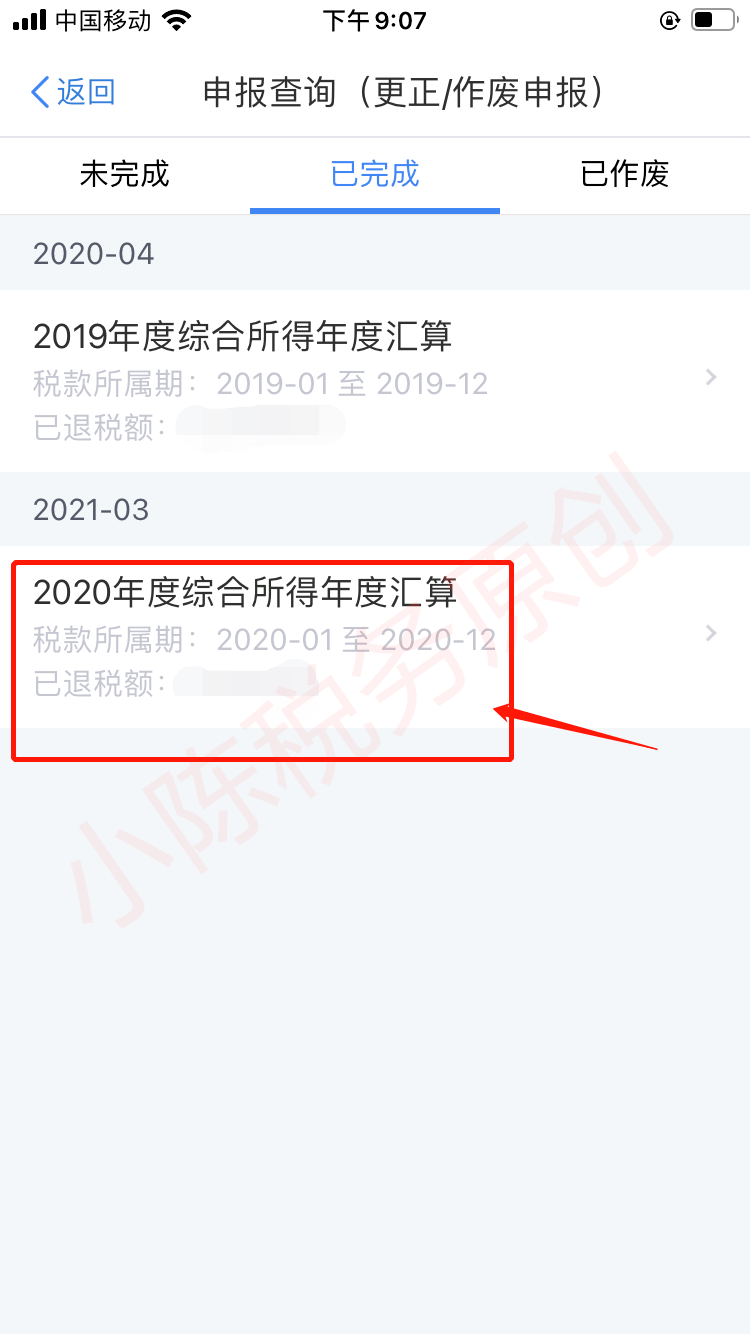 中国移动 下午9:07
返回 申报查询（更正/作废申报）
未完成 已完成 已作废
2020-04
2019年度综合所得年度汇算
税款所属期： 2019-01 至 2019-12
已退税额：
2021-03
2020年度综合所得年度汇算
税款所属期： 2020-01 至 2020-12
已退税额：
小陈税务原创